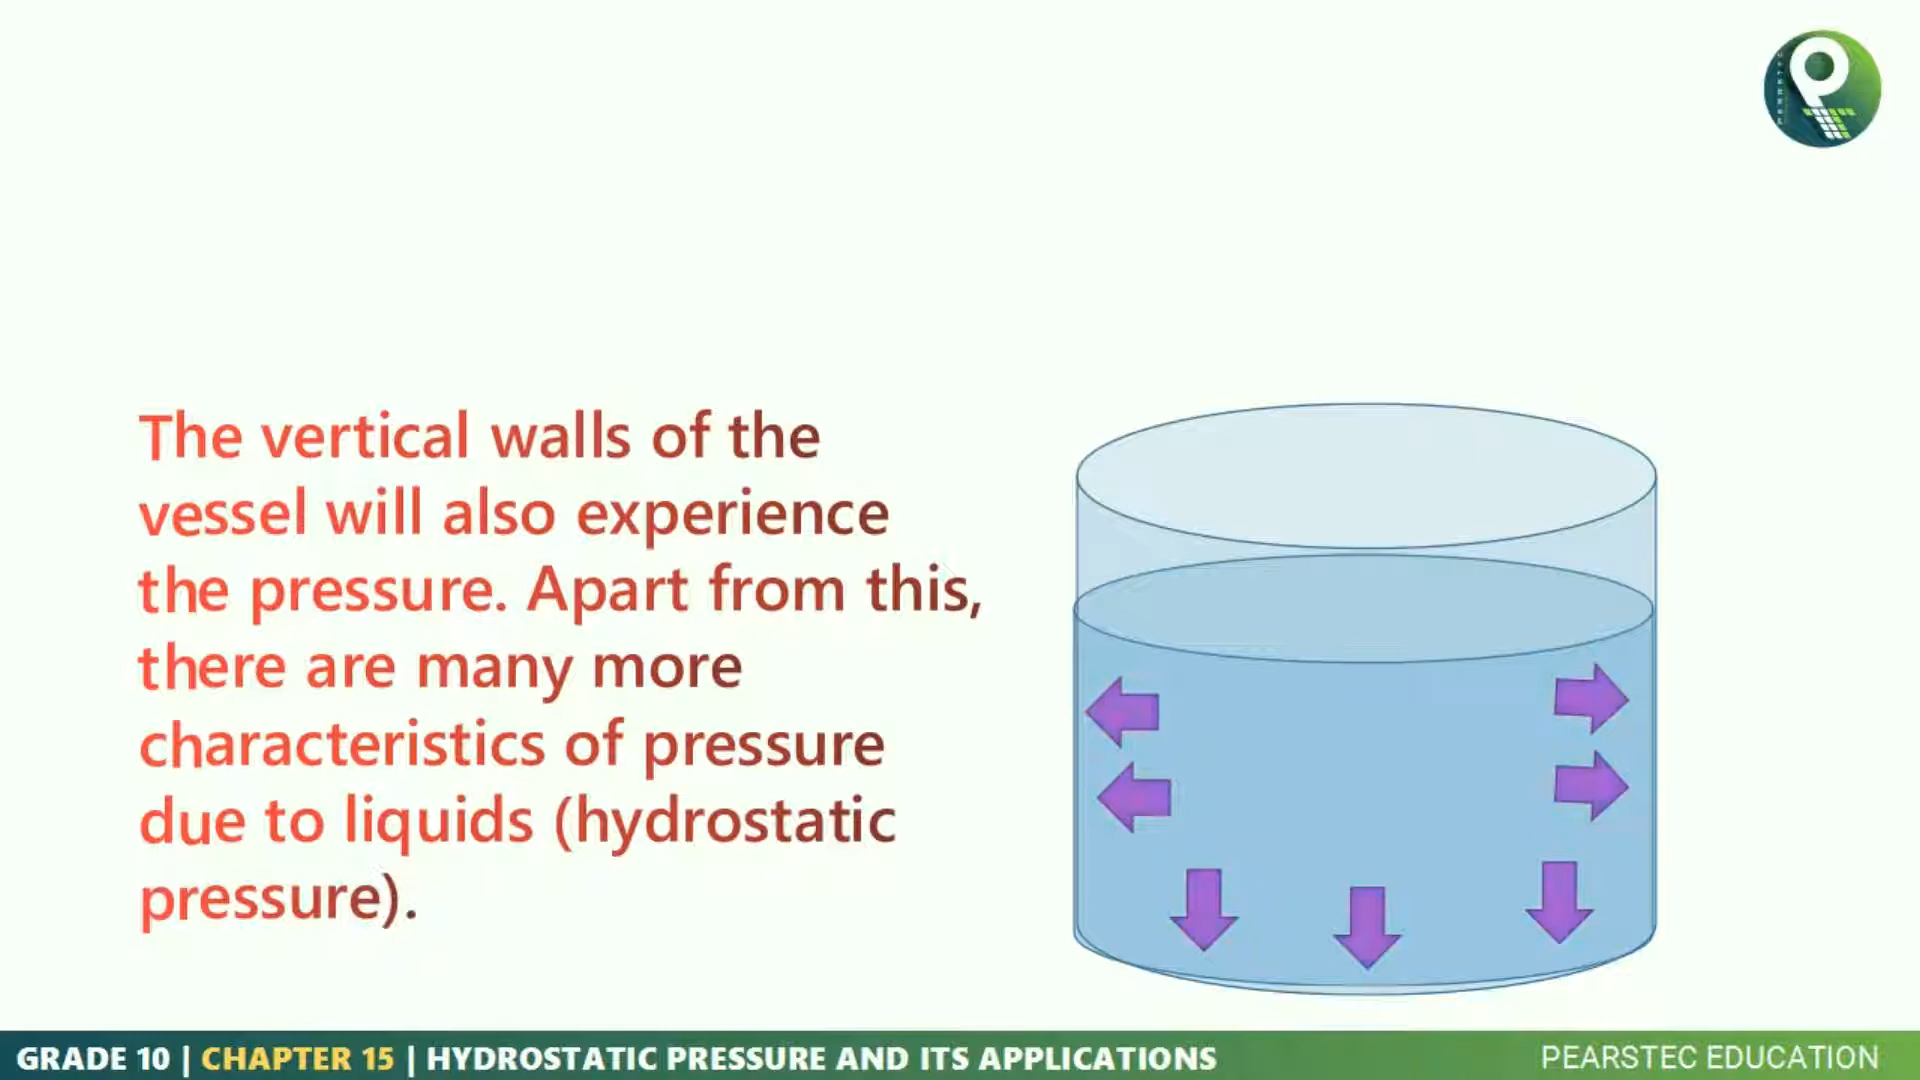 The vertical walls of the
vessel will also experience
the pressure. Apart from this,
there are many more
characteristics of pressure
due to liquids (hydrostatic
pressure).
GRADE 10 | CHAPTER 15 | HYDROSTATIC PRESSURE AND ITS APPLICATIONS
PEARSTEC EDUCATION